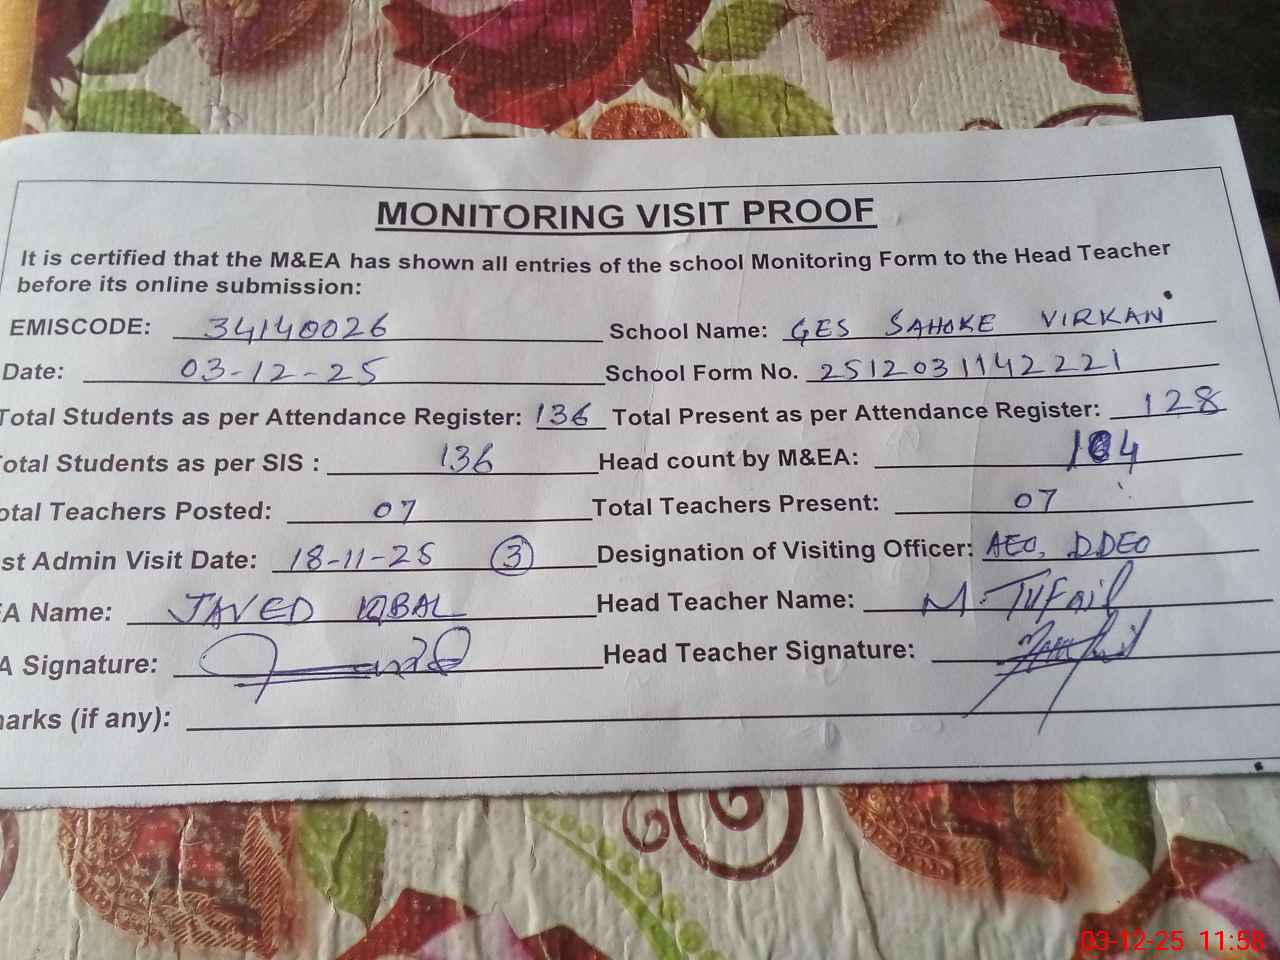 MONITORING VISIT PROOF
It is certified that the M&EA has shown all entries of the school Monitoring Form to the Head Teacher
before its online submission:
EMISCODE: 34140026 School Name: GES SAHOKE VIRKAN
Date: 03-12-25 School Form No. 2512031142221
Total Students as per Attendance Register: 136 Total Present as per Attendance Register: 128
Total Students as per SIS : 136 Head count by M&EA: 104
otal Teachers Posted: 07 Total Teachers Present: 07
st Admin Visit Date: 18-11-25 3 Designation of Visiting Officer: AEO, DDEO
EA Name: JAVED IQBAL Head Teacher Name: M. TUFAIL
A Signature: Head Teacher Signature:
arks (if any):
03-12-25 11:58